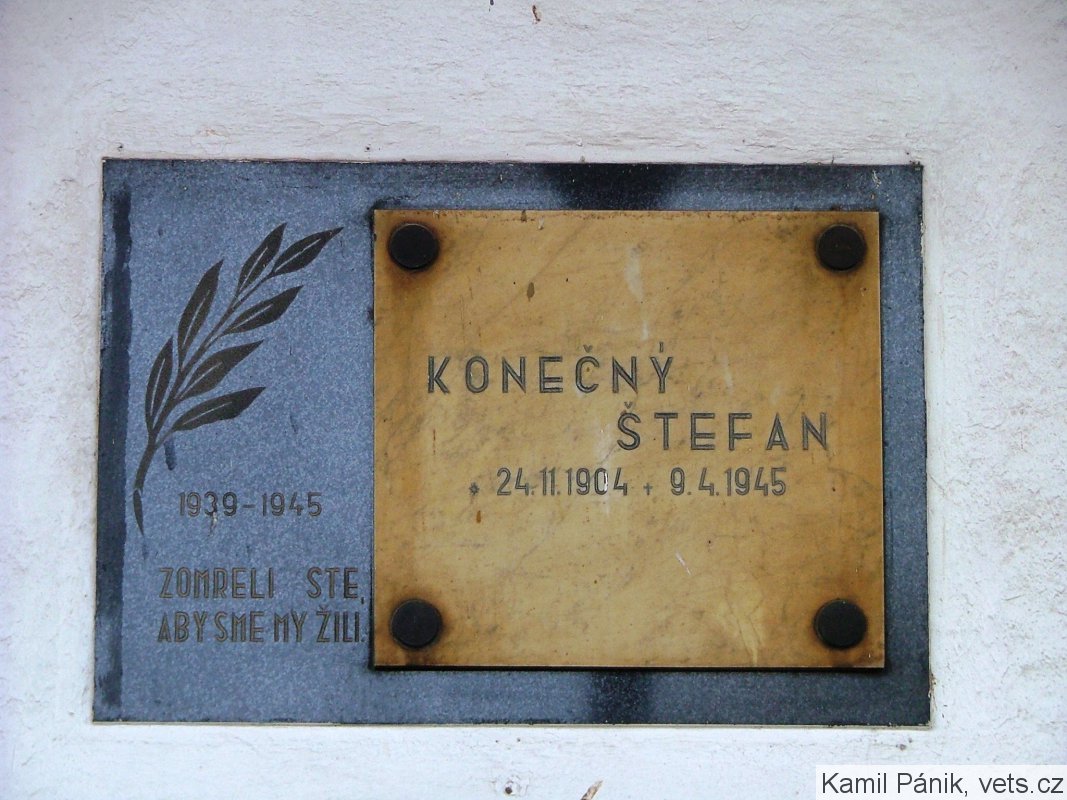 1939-1945
ZOMRELI STE,
ABY SME MY ŽILI.
KONEČNÝ
ŠTEFAN
* 24.11.1904 + 9.4.1945
Kamil Pánik, vets.cz